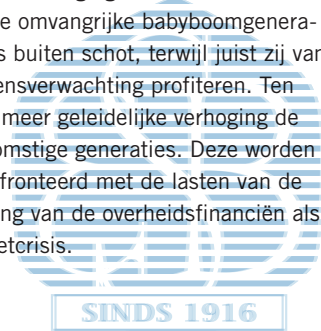 e omvangrijke babyboomgenera-
s buiten schot, terwijl juist zij van
ensverwachting profiteren. Ten
meer geleidelijke verhoging de
omstige generaties. Deze worden
fronteerd met de lasten van de
ng van de overheidsfinanciën als
etcrisis.
SINDS 1916